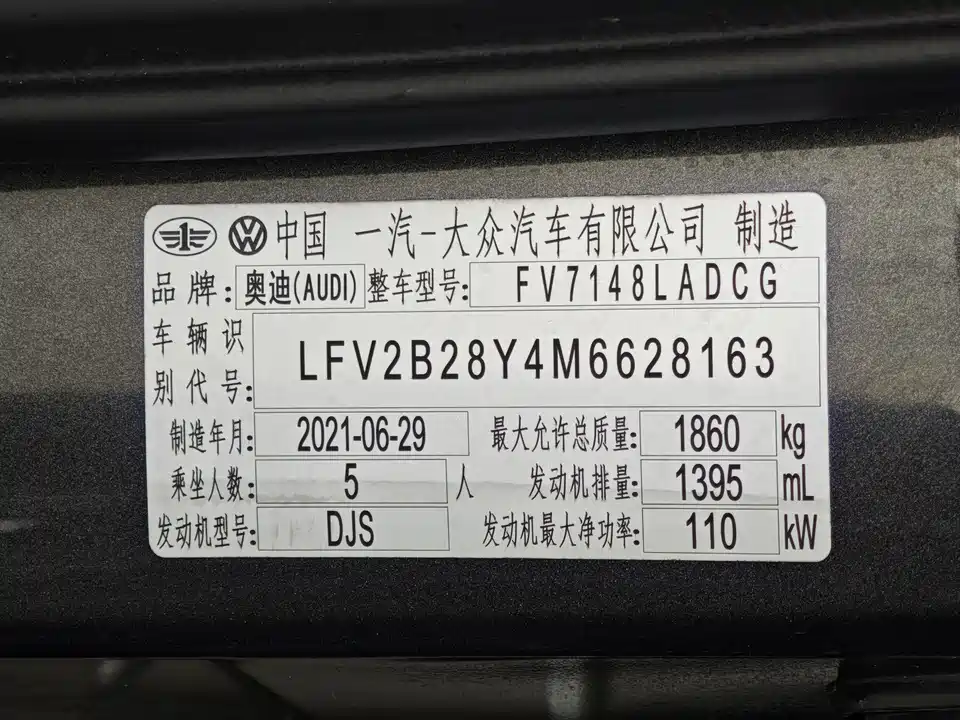 中国 一汽-大众汽车有限公司 制造
品牌: 奥迪(AUDI) 整车型号: FV7148LADCG
车辆识别代号: LFV2B28Y4M6628163
制造年月: 2021-06-29 最大允许总质量: 1860 kg
乘坐人数: 5 人 发动机排量: 1395 mL
发动机型号: DJS 发动机最大净功率: 110 kW